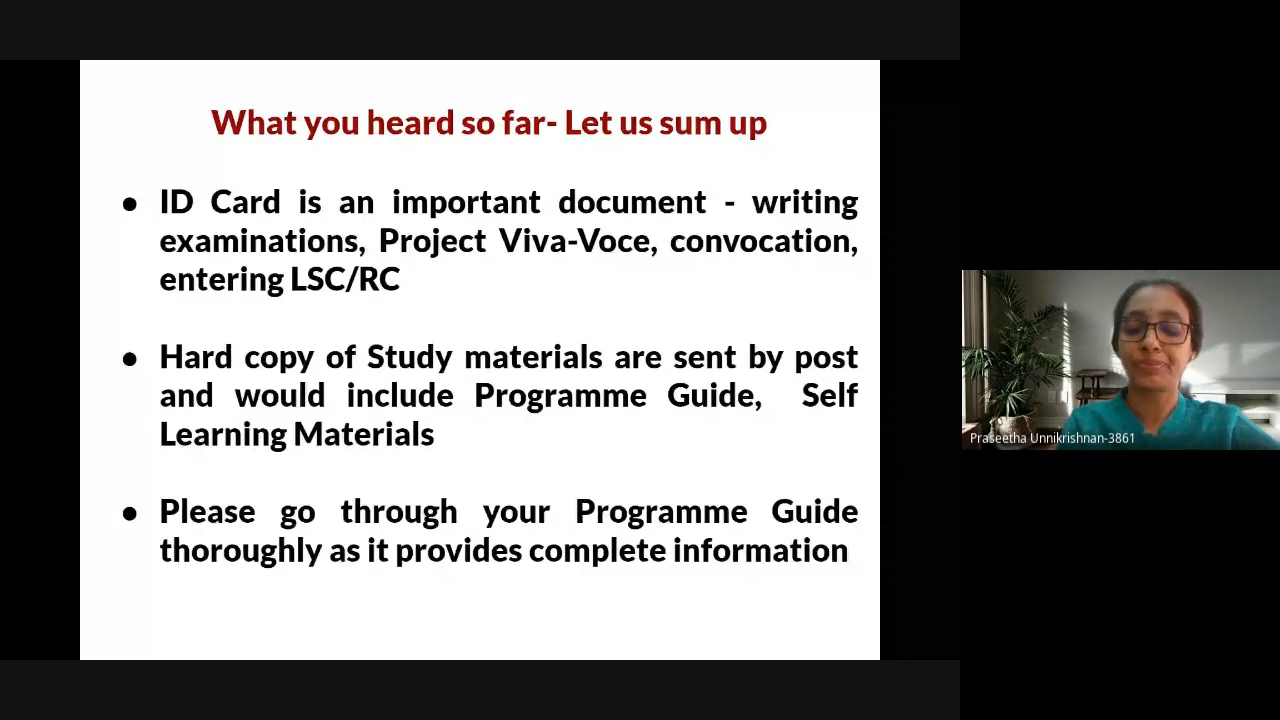 What you heard so far- Let us sum up
● ID Card is an important document - writing
examinations, Project Viva-Voce, convocation,
entering LSC/RC
● Hard copy of Study materials are sent by post
and would include Programme Guide, Self
Learning Materials
● Please go through your Programme Guide
thoroughly as it provides complete information
Praseetha Unnikrishnan-3861